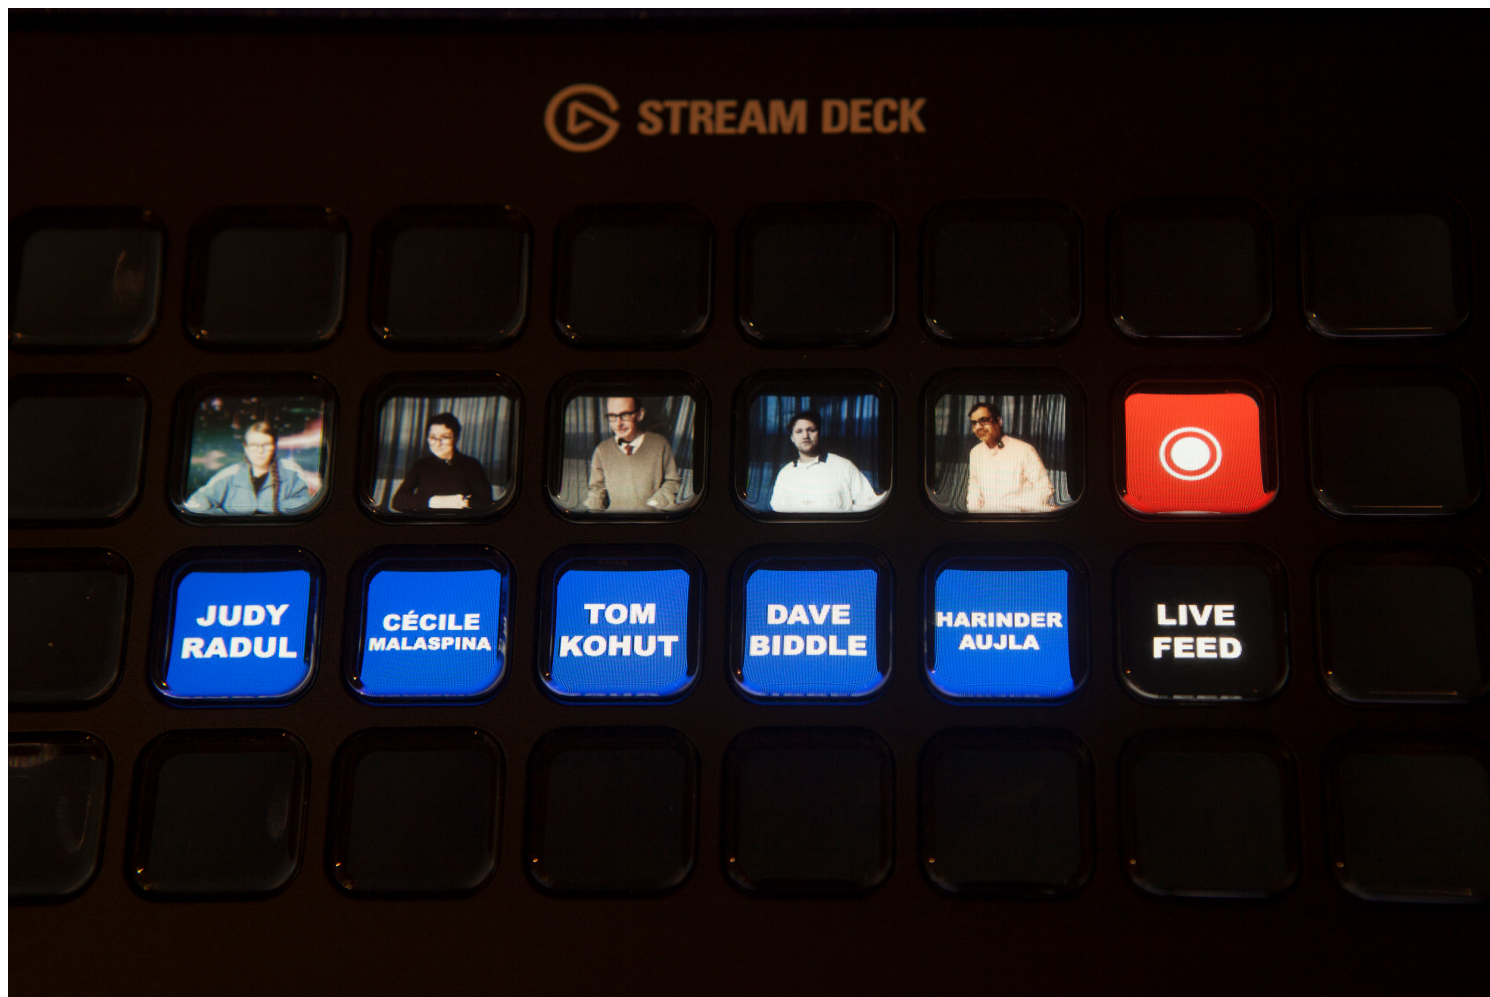 STREAM DECK
JUDY
RADUL
CÉCILE
MALASPINA
TOM
KOHUT
DAVE
BIDDLE
HARINDER
AUJLA
LIVE
FEED